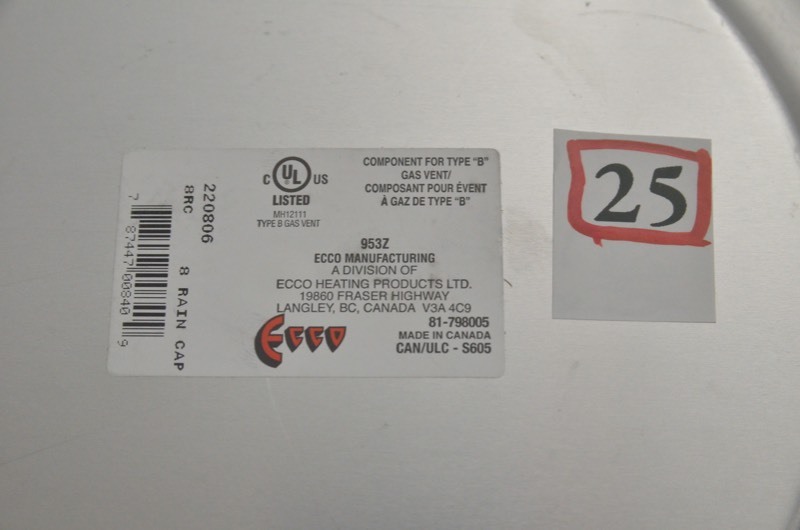 220806
8RC 8 RAIN CAP
7 87447 00840 9
C UL US
LISTED
MH12111
TYPE B GAS VENT
COMPONENT FOR TYPE "B"
GAS VENT/
COMPOSANT POUR ÉVENT
À GAZ DE TYPE "B"
953Z
ECCO MANUFACTURING
A DIVISION OF
ECCO HEATING PRODUCTS LTD.
19860 FRASER HIGHWAY
LANGLEY, BC, CANADA V3A 4C9
81-798005
MADE IN CANADA
CAN/ULC - S605
ECCO
25